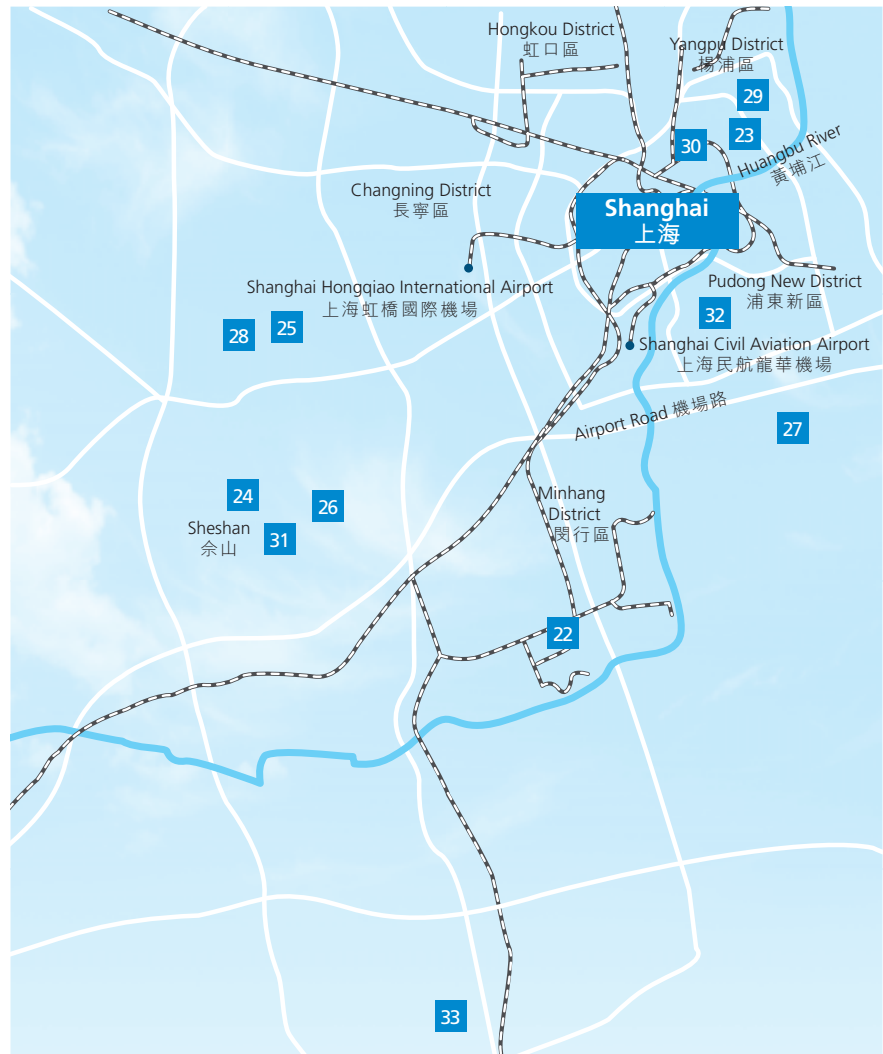 Hongkou District
虹口區
Yangpu District
楊浦區
29
23
30
Huangbu River
黃埔江
Changning District
長寧區
Shanghai
上海
Shanghai Hongqiao International Airport
上海虹橋國際機場
Pudong New District
浦東新區
28
25
32
Shanghai Civil Aviation Airport
上海民航龍華機場
Airport Road 機場路
27
24
26
Minhang
District
閔行區
Sheshan
佘山
31
22
33